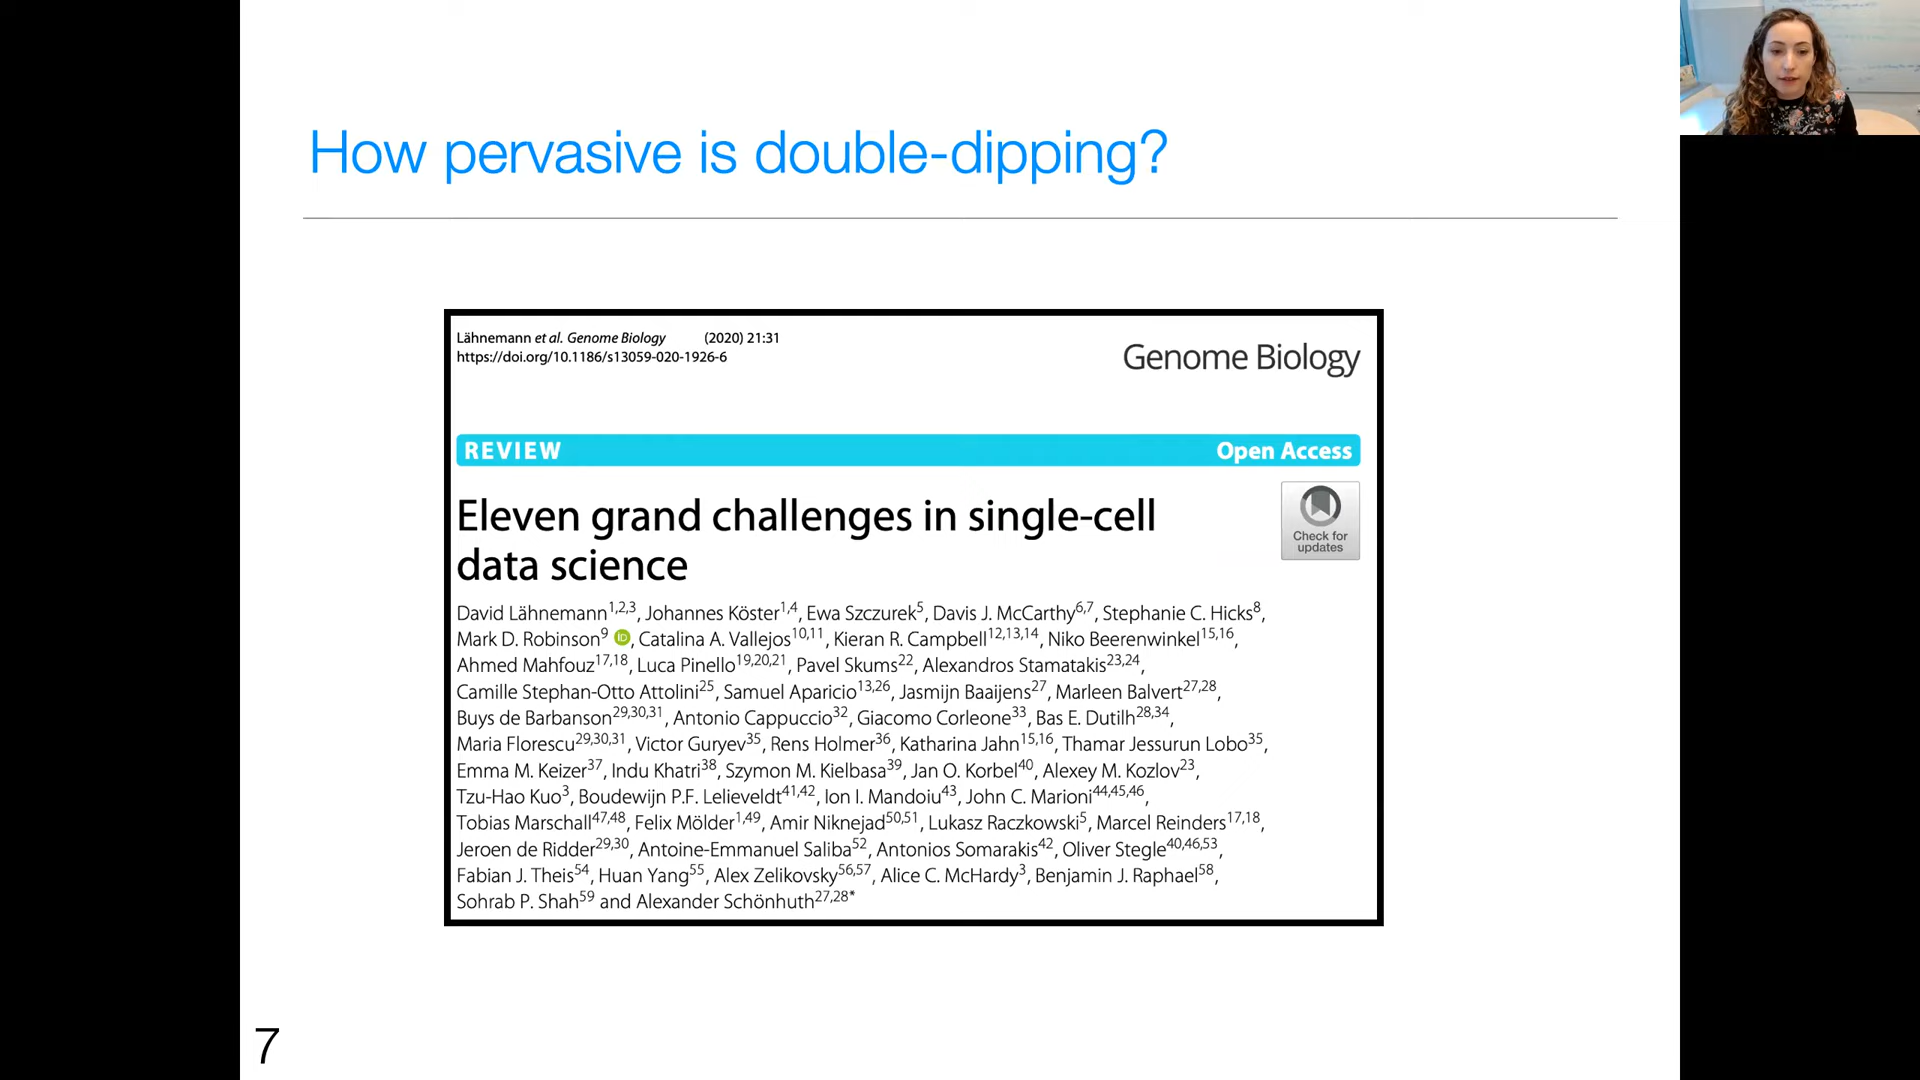 How pervasive is double-dipping?
Lähnemann et al. Genome Biology (2020) 21:31
https://doi.org/10.1186/s13059-020-1926-6
Genome Biology
REVIEW Open Access
Eleven grand challenges in single-cell
data science
Check for
updates
David Lähnemann1,2,3, Johannes Köster1,4, Ewa Szczurek5, Davis J. McCarthy6,7, Stephanie C. Hicks8,
Mark D. Robinson9 iD, Catalina A. Vallejos10,11, Kieran R. Campbell12,13,14, Niko Beerenwinkel15,16,
Ahmed Mahfouz17,18, Luca Pinello19,20,21, Pavel Skums22, Alexandros Stamatakis23,24,
Camille Stephan-Otto Attolini25, Samuel Aparicio13,26, Jasmijn Baaijens27, Marleen Balvert27,28,
Buys de Barbanson29,30,31, Antonio Cappuccio32, Giacomo Corleone33, Bas E. Dutilh28,34,
Maria Florescu29,30,31, Victor Guryev35, Rens Holmer36, Katharina Jahn15,16, Thamar Jessurun Lobo35,
Emma M. Keizer37, Indu Khatri38, Szymon M. Kielbasa39, Jan O. Korbel40, Alexey M. Kozlov23,
Tzu-Hao Kuo3, Boudewijn P.F. Lelieveldt41,42, Ion I. Mandoiu43, John C. Marioni44,45,46,
Tobias Marschall47,48, Felix Mölder1,49, Amir Niknejad50,51, Lukasz Raczkowski5, Marcel Reinders17,18,
Jeroen de Ridder29,30, Antoine-Emmanuel Saliba52, Antonios Somarakis42, Oliver Stegle40,46,53,
Fabian J. Theis54, Huan Yang55, Alex Zelikovsky56,57, Alice C. McHardy3, Benjamin J. Raphael58,
Sohrab P. Shah59 and Alexander Schönhuth27,28*
7